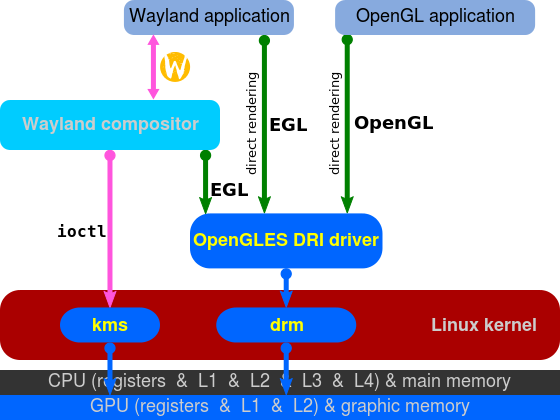 Wayland application
OpenGL application
W
direct rendering
EGL
direct rendering
OpenGL
Wayland compositor
EGL
ioctl
OpenGLES DRI driver
kms
drm
Linux kernel
CPU (registers & L1 & L2 & L3 & L4) & main memory
GPU (registers & L1 & L2) & graphic memory